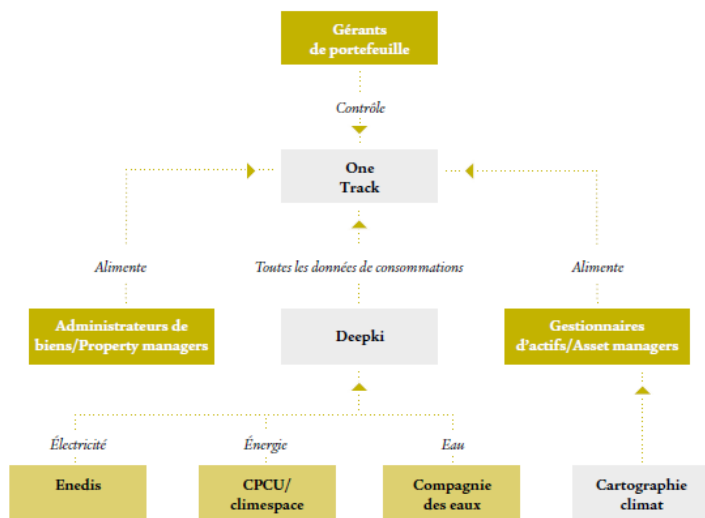 Gérants
de portefeuille
Contrôle
One
Track
Alimente
Toutes les données de consommations
Alimente
Administrateurs de
biens/Property managers
Deepki
Gestionnaires
d'actifs/Asset managers
Électricité
Énergie
Eau
Enedis
CPCU/
climespace
Compagnie
des eaux
Cartographie
climat